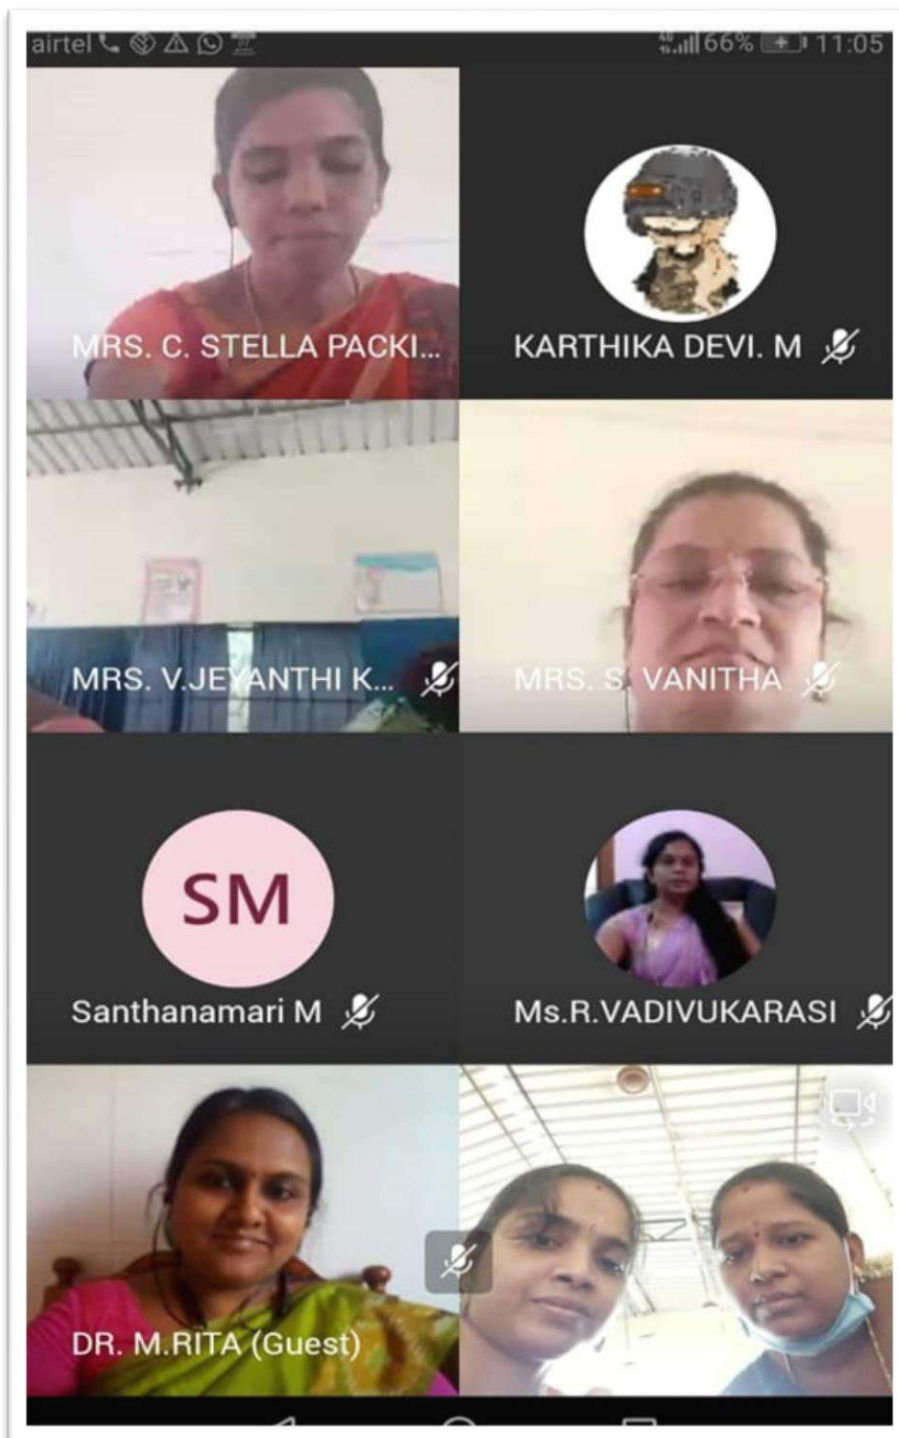 airtel 66% 11:05
MRS. C. STELLA PACKI...
KARTHIKA DEVI. M
MRS. V.JEYANTHI K...
MRS. S. VANITHA
SM
Santhanamari M
Ms.R.VADIVUKARASI
DR. M.RITA (Guest)